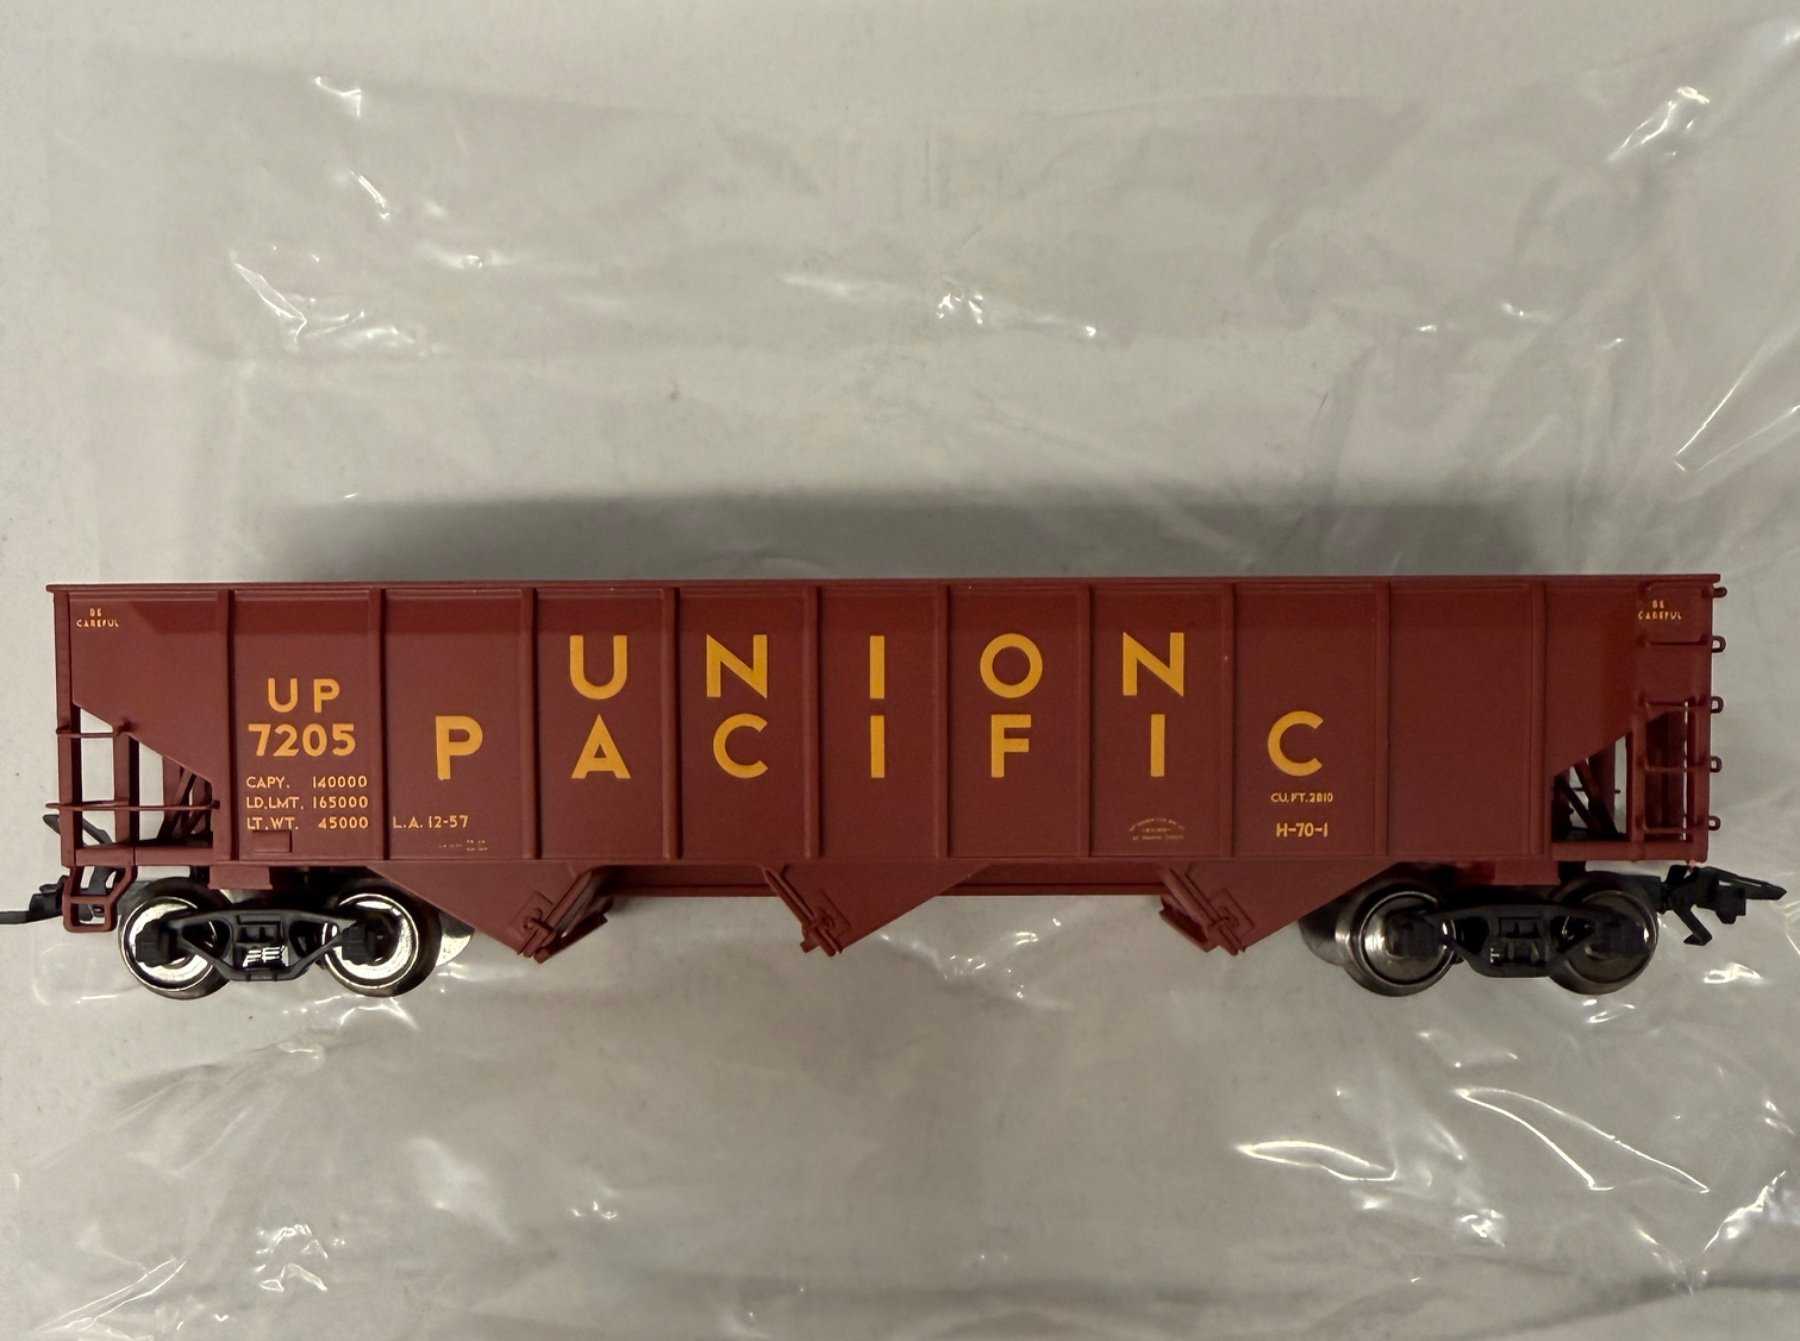 BE
CAREFUL
BE
CAREFUL
UNION
PACIFIC
UP
7205
CAPY. 140000
LD.LMT. 165000
LT.WT. 45000
L.A. 12-57
CU.FT. 2810
H-70-1